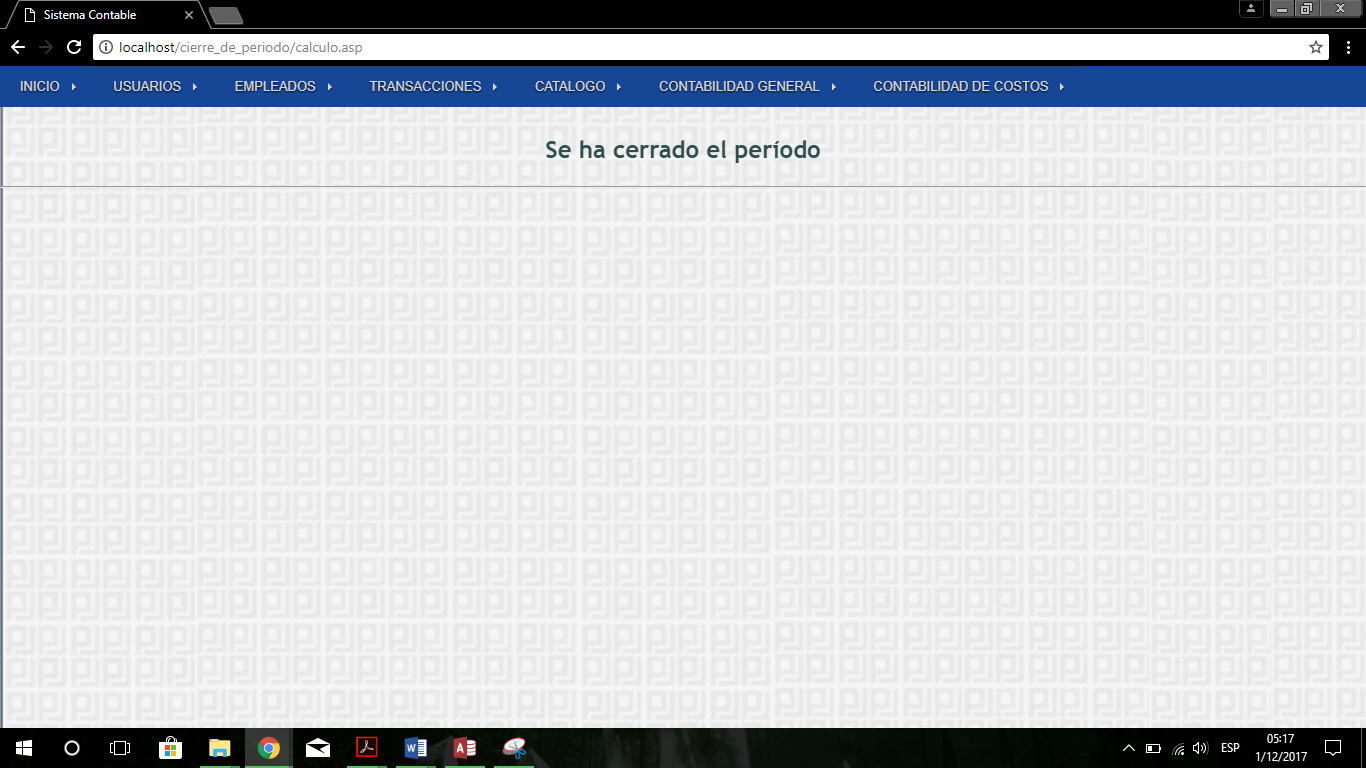 Sistema Contable
localhost/cierre_de_periodo/calculo.asp
INICIO USUARIOS EMPLEADOS TRANSACCIONES CATALOGO CONTABILIDAD GENERAL CONTABILIDAD DE COSTOS
Se ha cerrado el período
ESP
05:17
1/12/2017